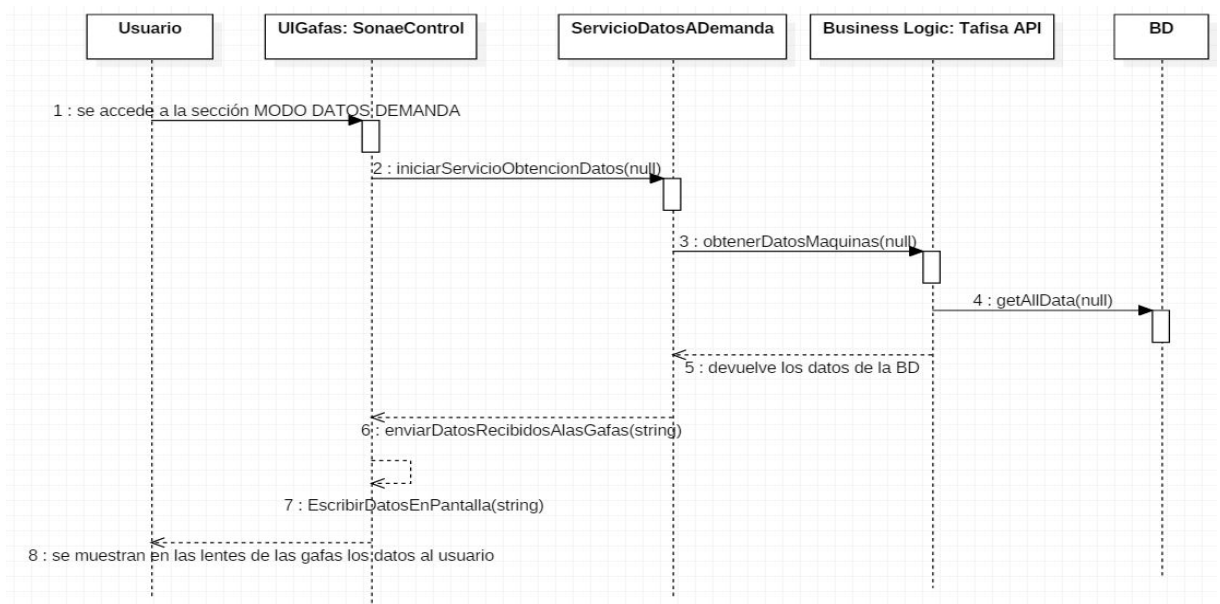 Usuario
UIGafas: SonaeControl
ServicioDatosADemanda
Business Logic: Tafisa API
BD
1 : se accede a la sección MODO DATOS DEMANDA
2 : iniciarServicioObtencionDatos(null)
3 : obtenerDatosMaquinas(null)
4 : getAllData(null)
5 : devuelve los datos de la BD
6 : enviarDatosRecibidosAlasGafas(string)
7 : EscribirDatosEnPantalla(string)
8 : se muestran en las lentes de las gafas los datos al usuario